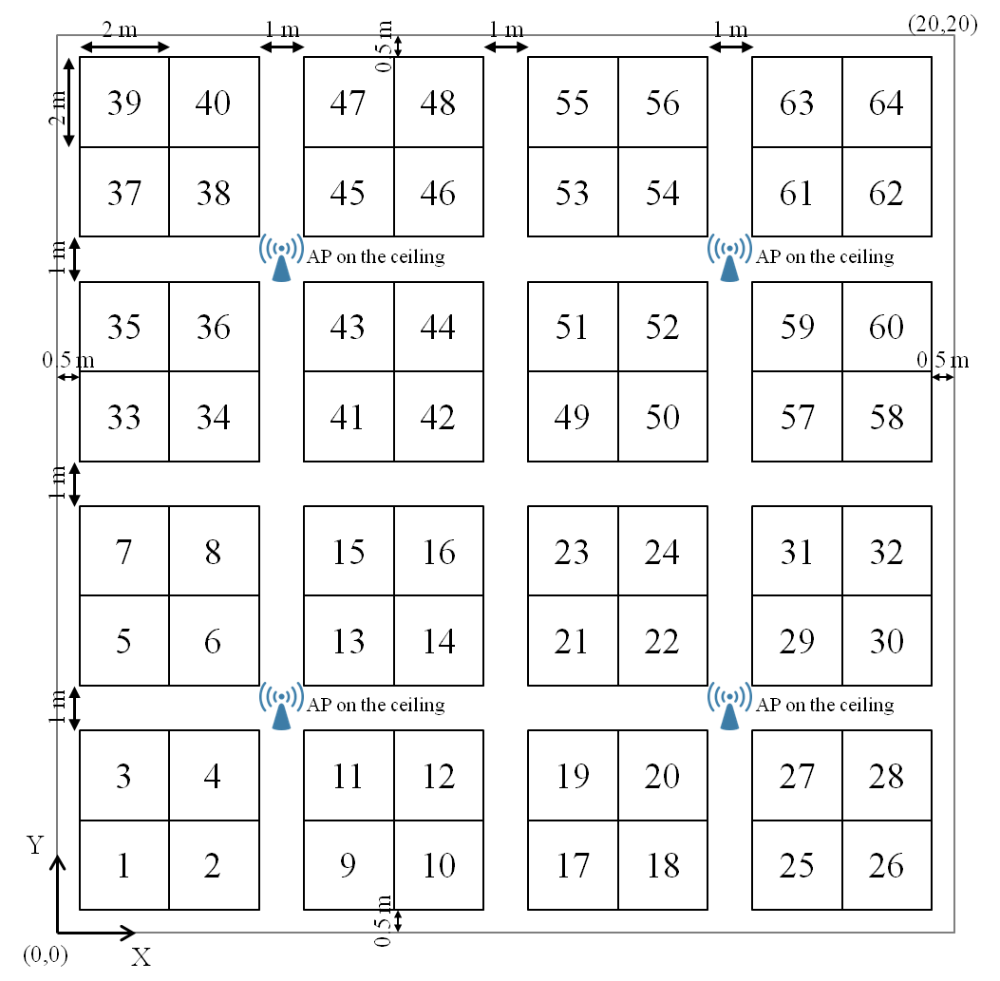 (20,20)
2 m
1 m
0.5 m
1 m
1 m
2 m
39 40 47 48 55 56 63 64
37 38 45 46 53 54 61 62
1 m
AP on the ceiling
AP on the ceiling
35 36 43 44 51 52 59 60
0.5 m
0.5 m
33 34 41 42 49 50 57 58
1 m
7 8 15 16 23 24 31 32
5 6 13 14 21 22 29 30
1 m
AP on the ceiling
AP on the ceiling
3 4 11 12 19 20 27 28
Y
1 2 9 10 17 18 25 26
0.5 m
(0,0)
X